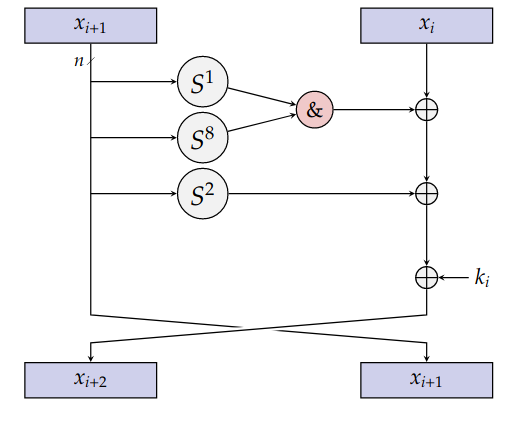 x_{i+1} x_i
n
S^1
&
S^8
S^2
k_i
x_{i+2} x_{i+1}